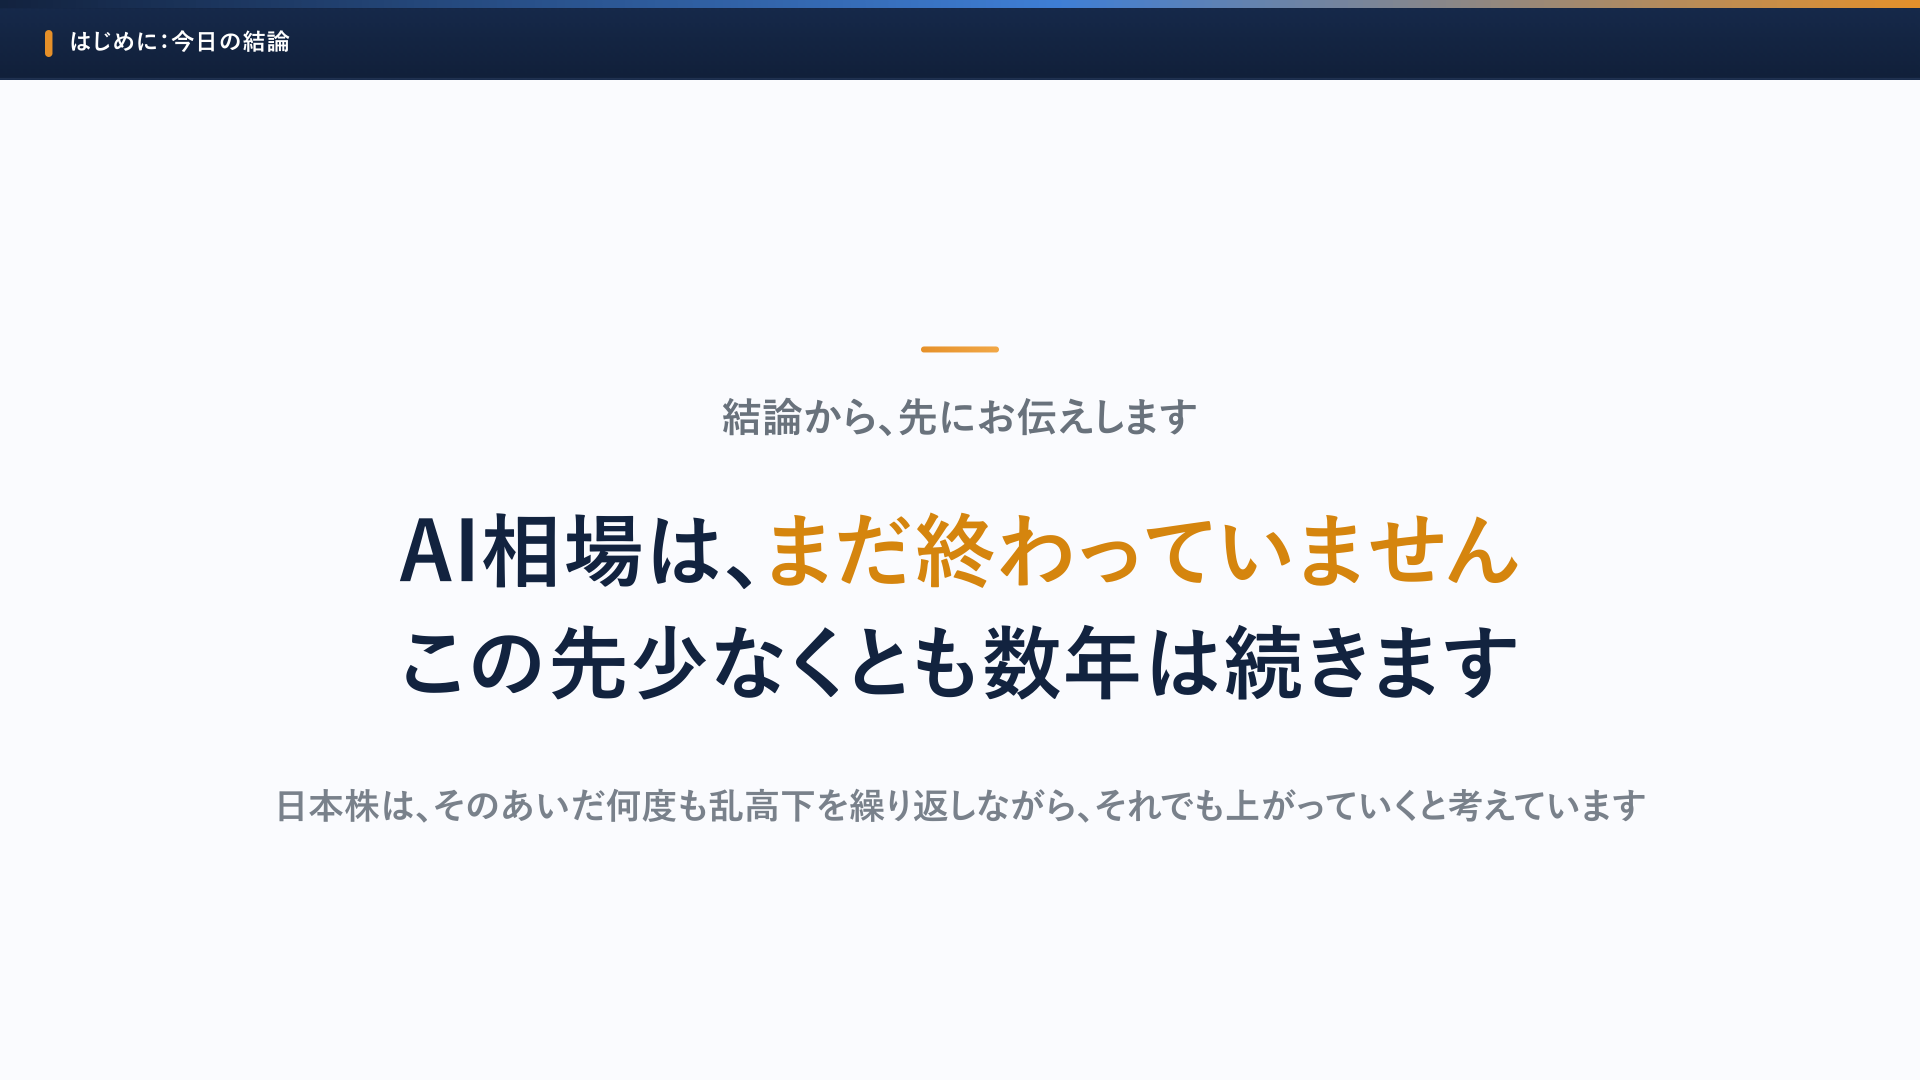 はじめに：今日の結論
結論から、先にお伝えします
AI相場は、まだ終わっていません
この先少なくとも数年は続きます
日本株は、そのあいだ何度も乱高下を繰り返しながら、それでも上がっていくと考えています